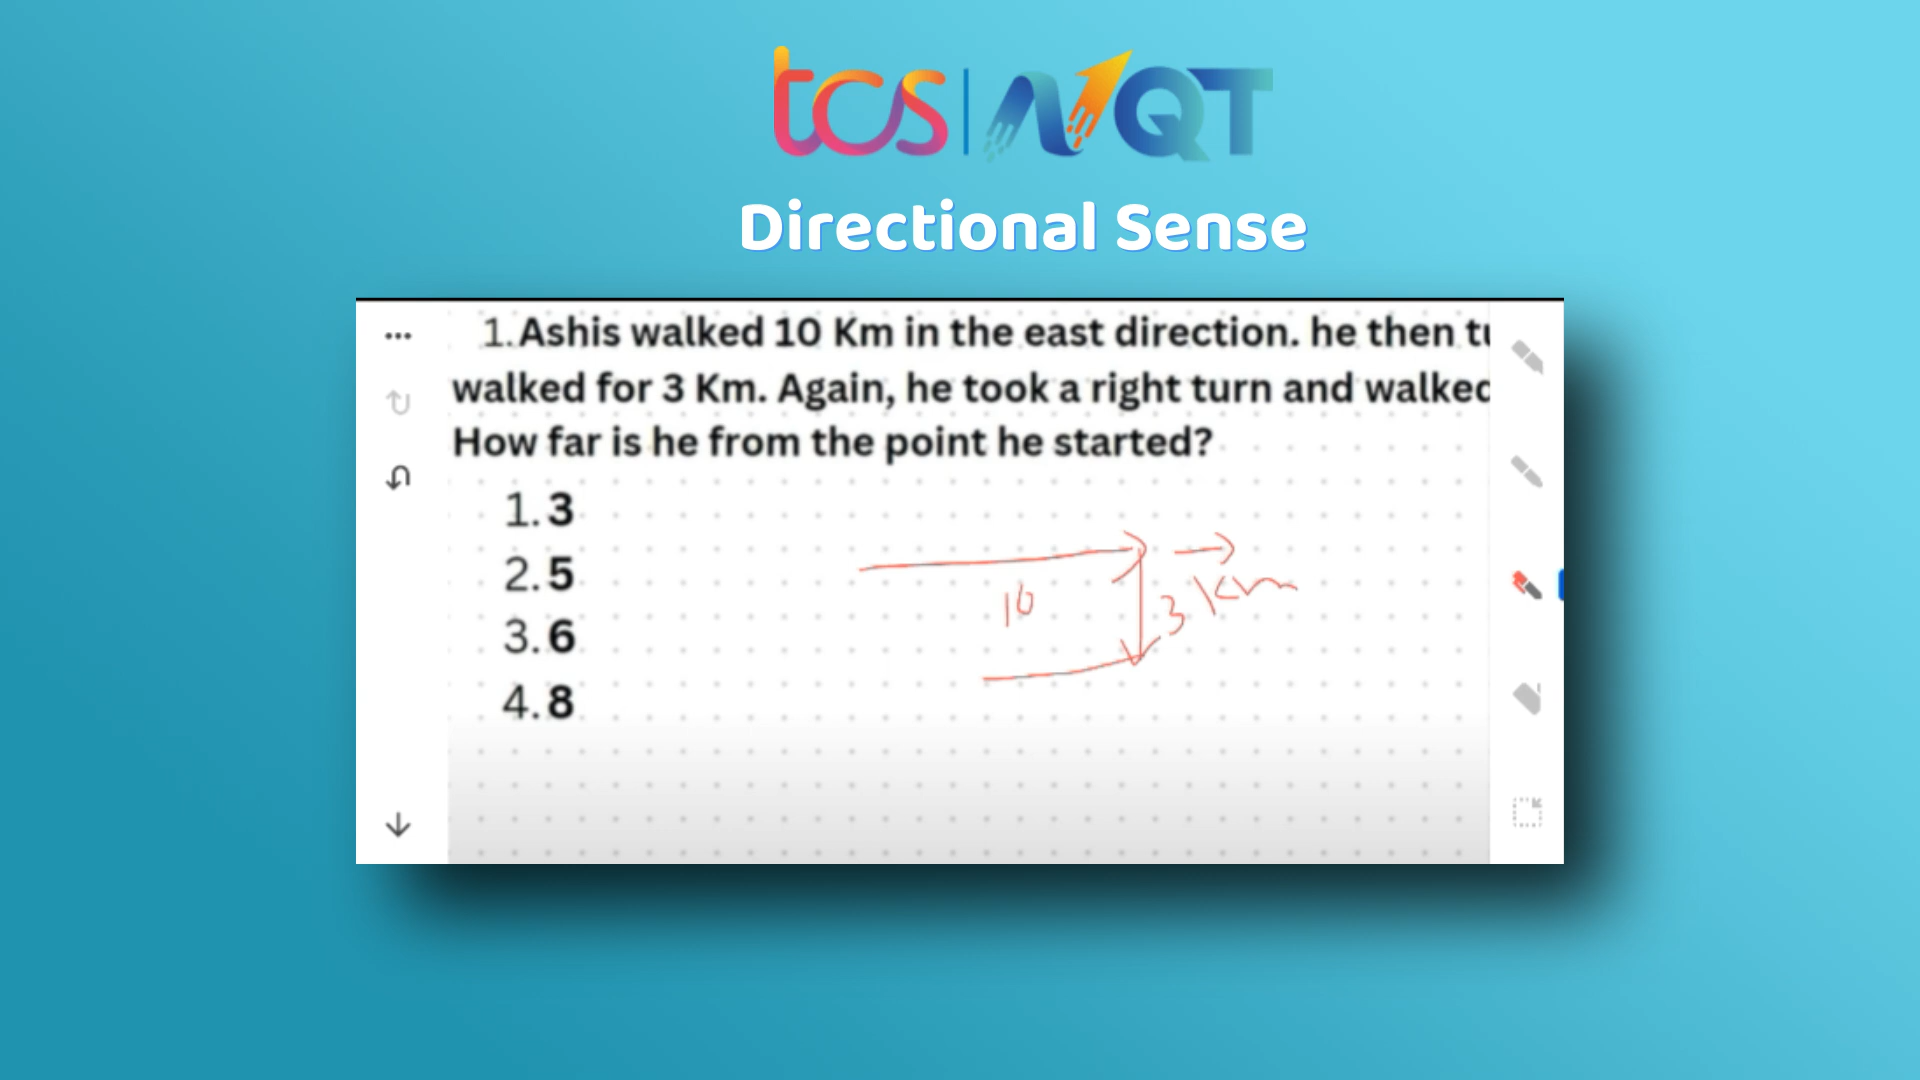 tcs | NQT
Directional Sense
1. Ashis walked 10 Km in the east direction. he then
walked for 3 Km. Again, he took a right turn and walked
How far is he from the point he started?
1. 3
2. 5
3. 6
4. 8
10
3 Km